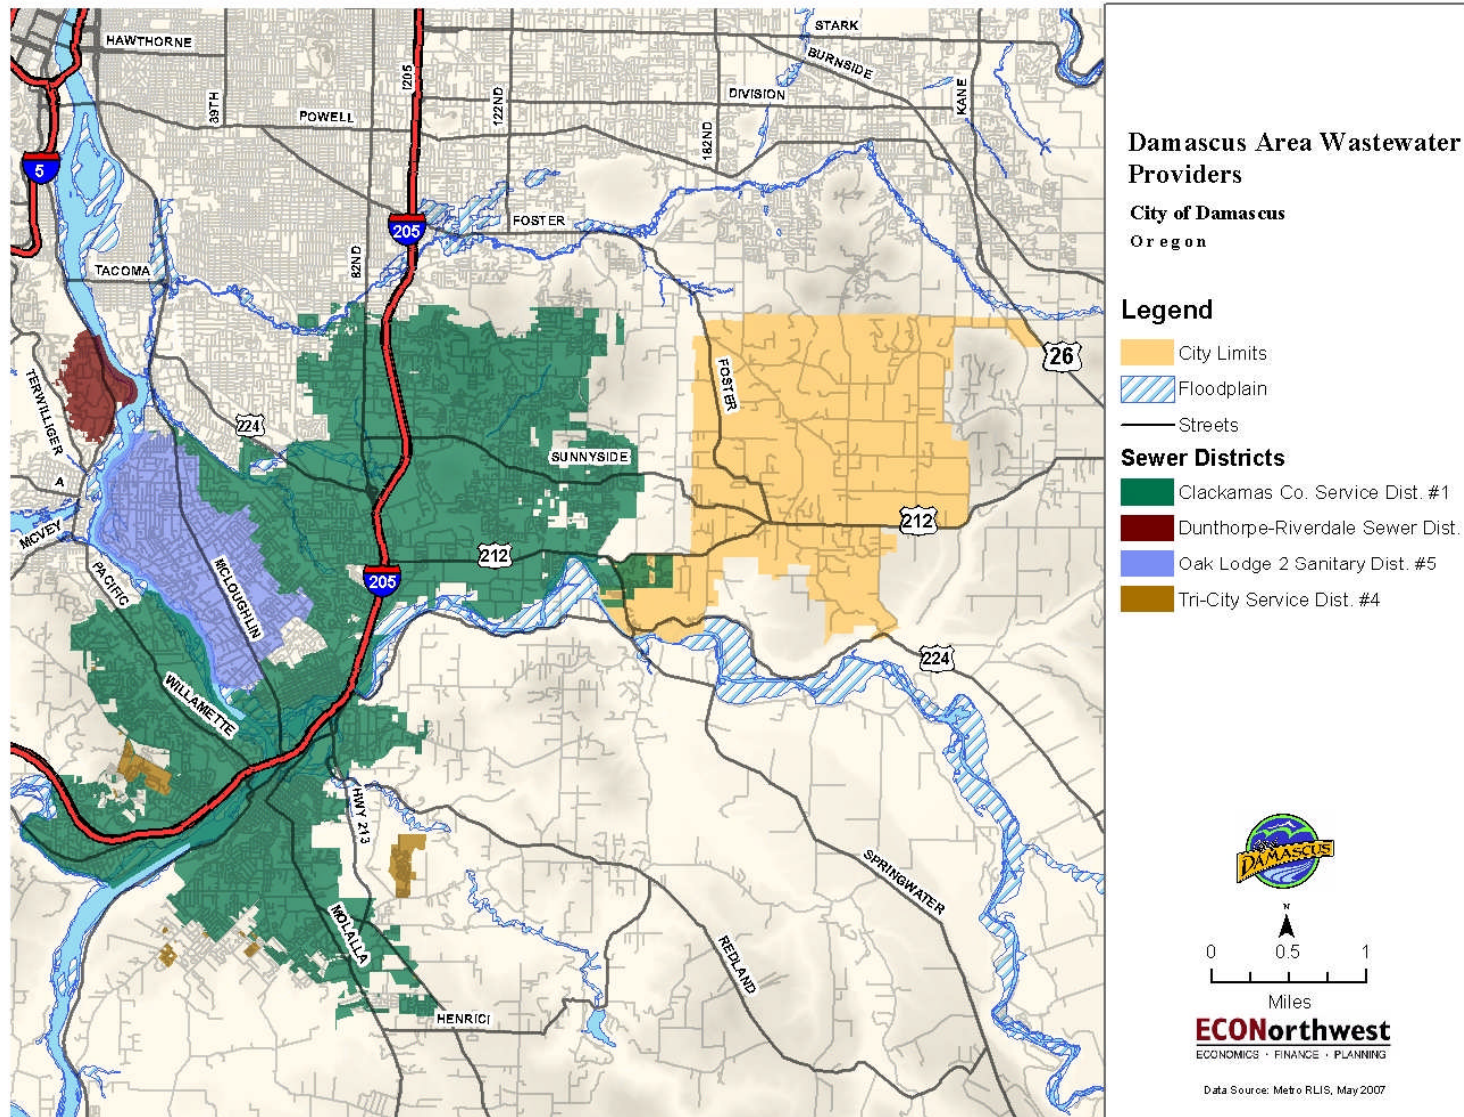 STARK
HAWTHORNE
BURNSIDE
I205
39TH
122ND
DIVISION
KANE
POWELL
182ND
5
FOSTER
205
82ND
TACOMA
26
FOSTER
TERWILLIGER
224
SUNNYSIDE
A
212
MCVEY
212
PACIFIC
205
MCLOUGHLIN
224
WILLAMETTE
HWY 213
SPRINGWATER
MOLALLA
REDLAND
HENRICI
Damascus Area Wastewater
Providers
City of Damascus
Oregon
Legend
City Limits
Floodplain
Streets
Sewer Districts
Clackamas Co. Service Dist. #1
Dunthorpe-Riverdale Sewer Dist.
Oak Lodge 2 Sanitary Dist. #5
Tri-City Service Dist. #4
DAMASCUS
N
0 0.5 1
Miles
ECONorthwest
ECONOMICS · FINANCE · PLANNING
Data Source: Metro RLIS, May 2007